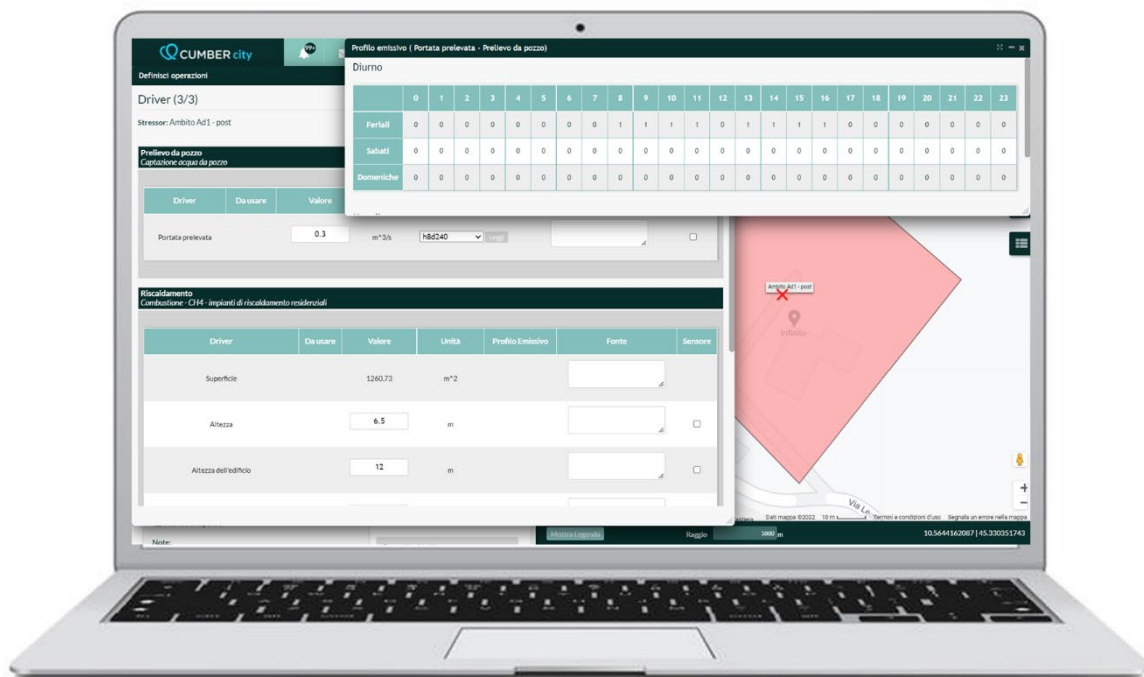 CUMBER city
99+
Profilo emissivo ( Portata prelevata - Prelievo da pozzo)
Definisci operazioni
Diurno
Driver (3/3)
0 1 2 3 4 5 6 7 8 9 10 11 12 13 14 15 16 17 18 19 20 21 22 23
Stressor: Ambito Ad1 - post
Feriali 0 0 0 0 0 0 0 0 1 1 1 1 0 1 1 1 1 0 0 0 0 0 0 0
Sabati 0 0 0 0 0 0 0 0 0 0 0 0 0 0 0 0 0 0 0 0 0 0 0 0
Domeniche 0 0 0 0 0 0 0 0 0 0 0 0 0 0 0 0 0 0 0 0 0 0 0 0
Prelievo da pozzo
Captazione acqua da pozzo
Driver Da usare Valore
Portata prelevata 0.3 m^3/s h8d240 Leggi
Riscaldamento
Combustione - CH4 - impianti di riscaldamento residenziali
Driver Da usare Valore Unità Profilo Emissivo Fonte Sensore
Superficie 1260.73 m^2
Altezza 6.5 m
Altezza dell'edificio 12 m
Ambito Ad1 - post
Infinito
Via Le
Dati mappa ©2022 10 m Termini e condizioni d'uso Segnala un errore nella mappa
Note:
Mostra Legenda Raggio 3000 m 10.5644162087 | 45.330351743